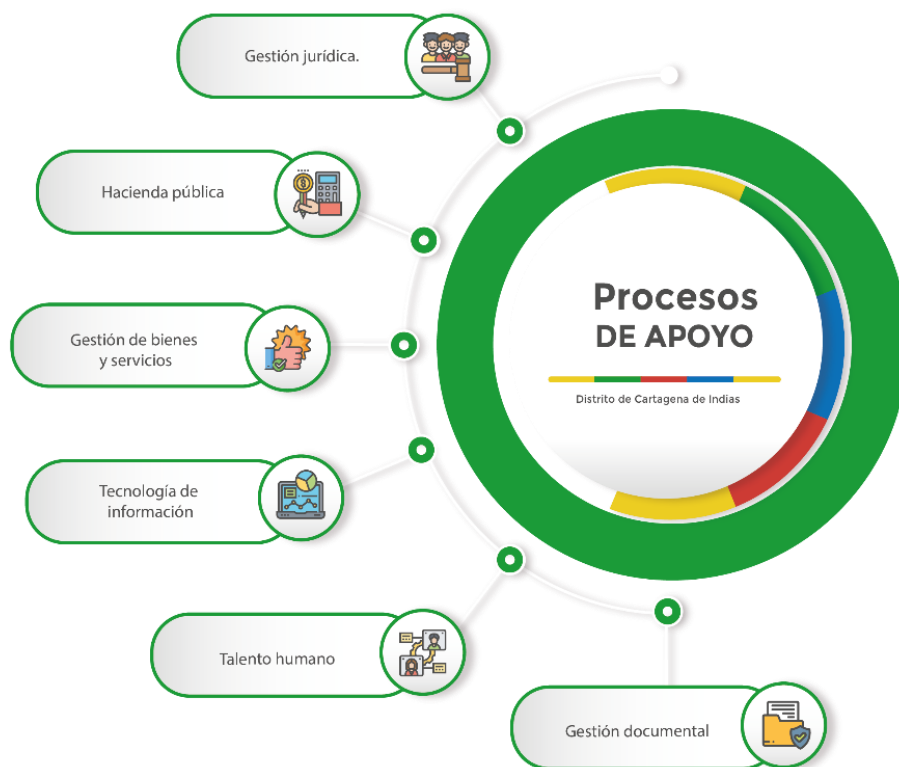 Gestión jurídica.
Hacienda pública
Gestión de bienes
y servicios
Tecnología de
información
Talento humano
Gestión documental
Procesos
DE APOYO
Distrito de Cartagena de Indias